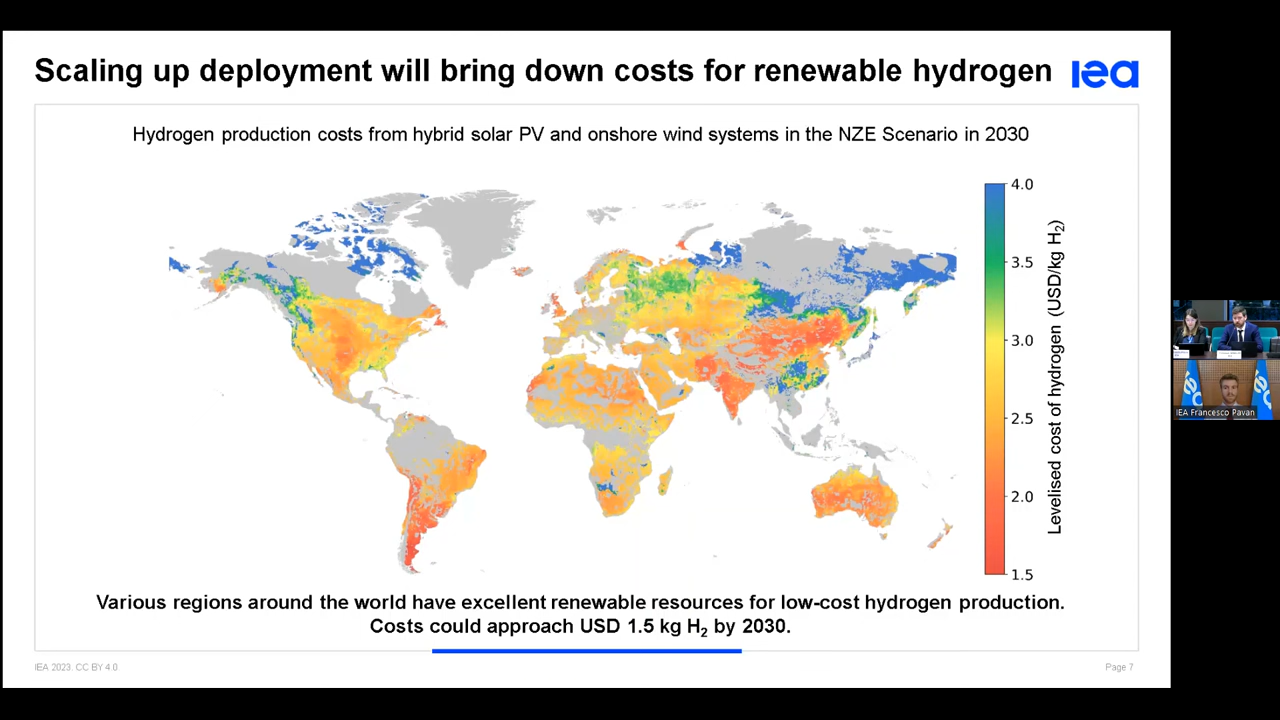 Scaling up deployment will bring down costs for renewable hydrogen
iea
Hydrogen production costs from hybrid solar PV and onshore wind systems in the NZE Scenario in 2030
4.0
3.5
3.0
2.5
2.0
1.5
Levelised cost of hydrogen (USD/kg H₂)
Various regions around the world have excellent renewable resources for low-cost hydrogen production.
Costs could approach USD 1.5 kg H₂ by 2030.
IEA 2023. CC BY 4.0.
Page 7
IEA Francesco Pavan